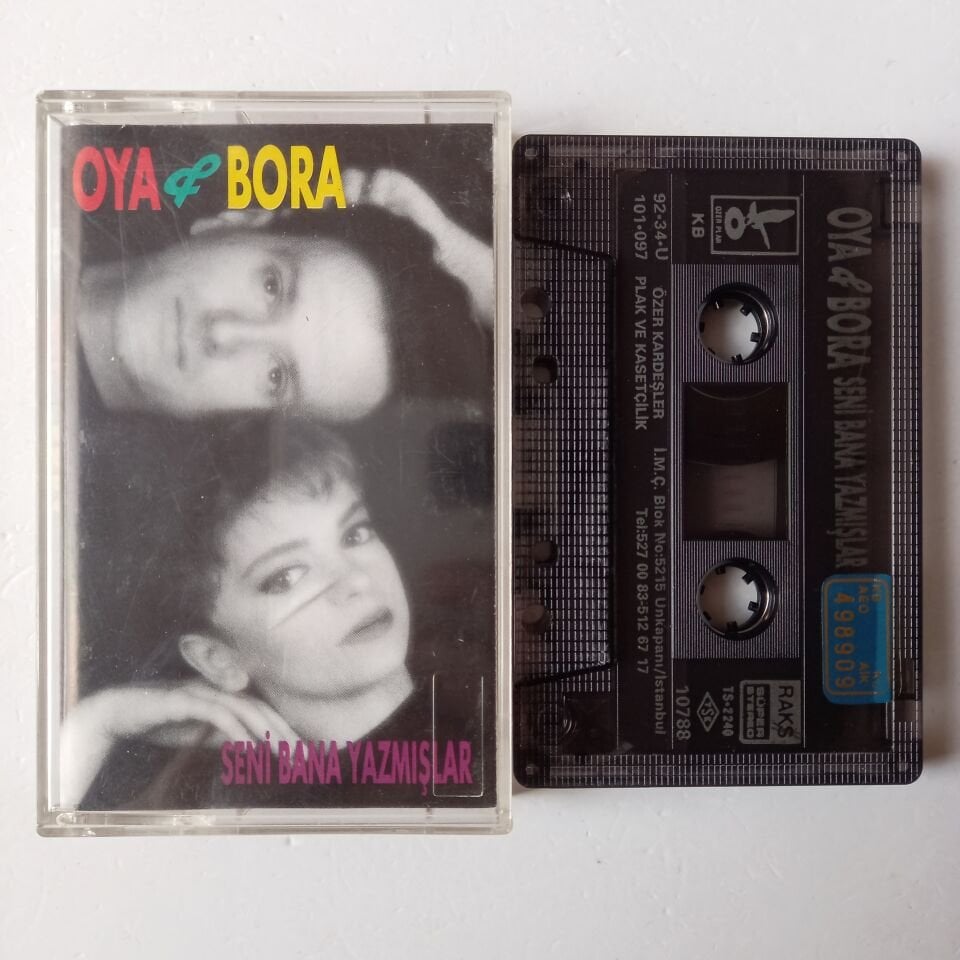 OYA & BORA
SENİ BANA YAZMIŞLAR
OYA & BORA SENİ BANA YAZMIŞLAR
ÖZER PLAK
KB
92•34•U
101•097
ÖZER KARDEŞLER
PLAK VE KASETÇİLİK
İ.M.Ç. Blok No:5215 Unkapanı/İstanbul
Tel:527 00 83-512 67 17
10788
TSE
TS•2240
RAKS
SÜPER
STEREO
498909